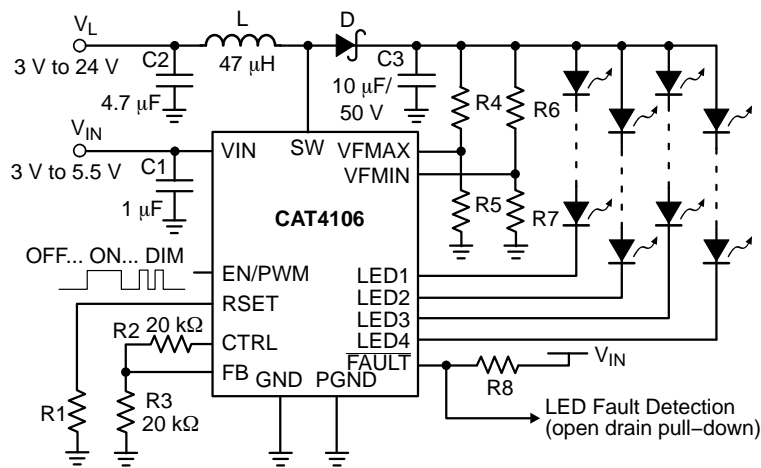 VL
L
D
C2
C3
3 V to 24 V
47 μH
10 μF/
50 V
4.7 μF
R4
R6
VIN
VIN
SW
VFMAX
3 V to 5.5 V
C1
VFMIN
1 μF
CAT4106
R5
R7
OFF... ON... DIM
EN/PWM
LED1
RSET
LED2
R2
20 kΩ
LED3
CTRL
LED4
FAULT
VIN
FB
GND
PGND
R8
R1
R3
20 kΩ
LED Fault Detection
(open drain pull–down)